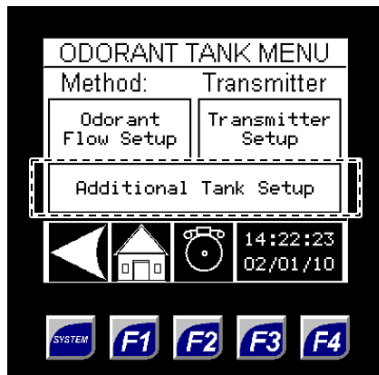 ODORANT TANK MENU
Method: Transmitter
Odorant Flow Setup
Transmitter Setup
Additional Tank Setup
14:22:23
02/01/10
SYSTEM F1 F2 F3 F4